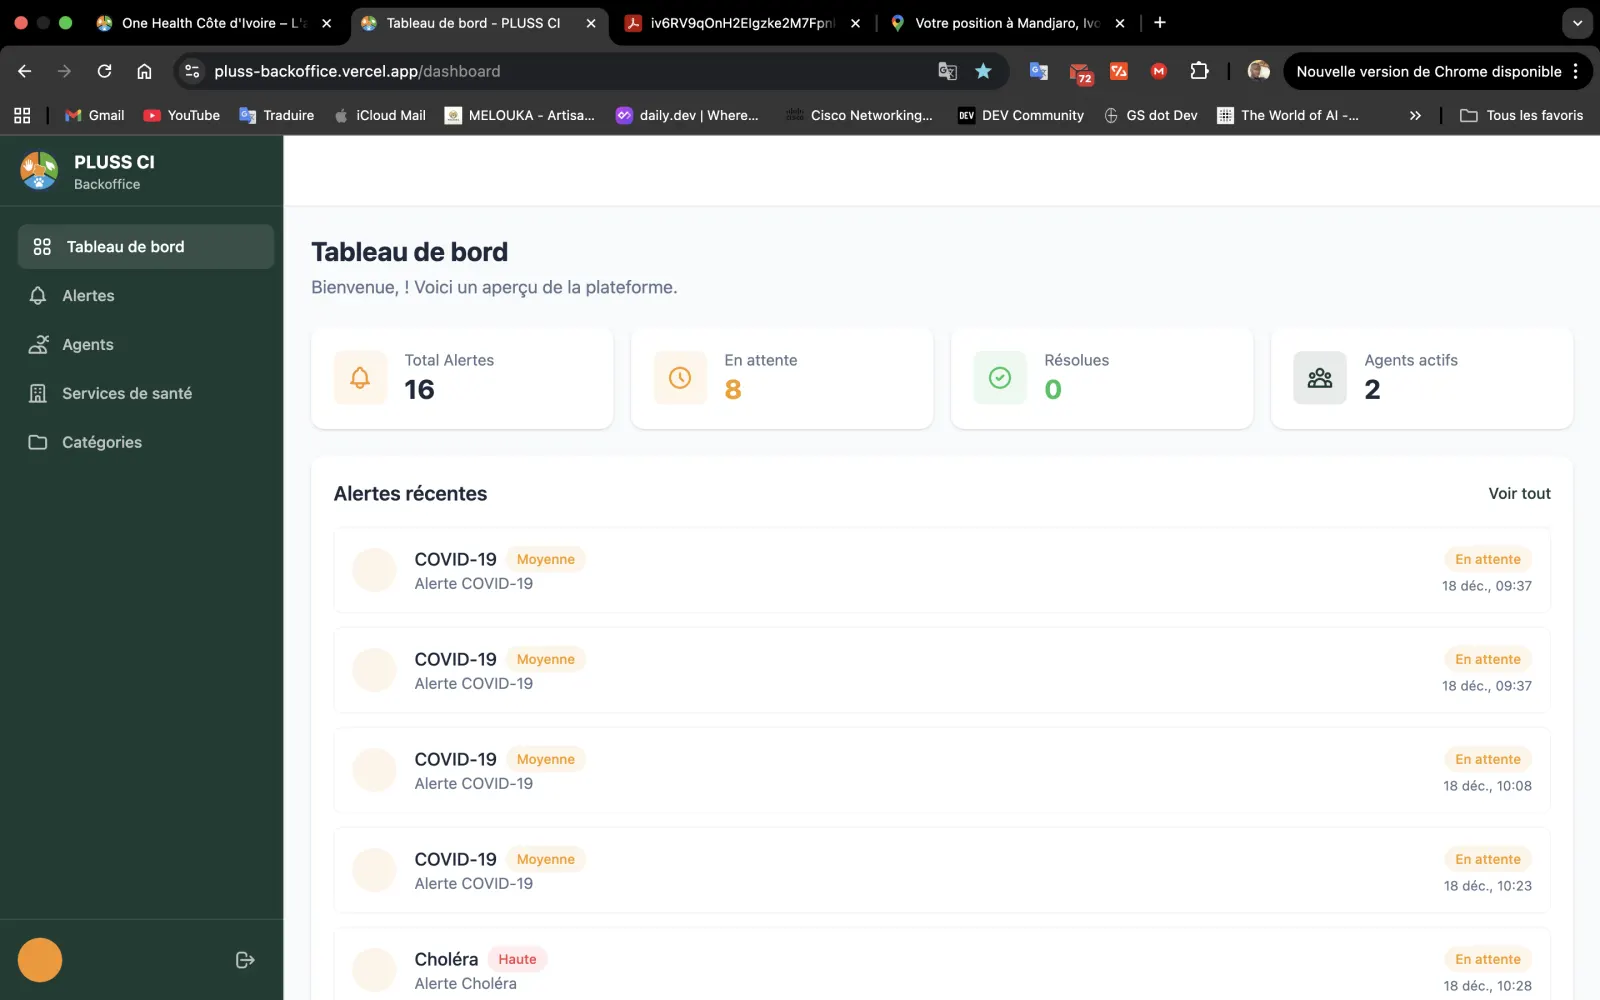 One Health Côte d'Ivoire – L'a
Tableau de bord - PLUSS CI
iv6RV9qOnH2Elgzke2M7Fpn
Votre position à Mandjaro, Ivo
pluss-backoffice.vercel.app/dashboard
72
Nouvelle version de Chrome disponible
Gmail
YouTube
Traduire
iCloud Mail
MELOUKA - Artisa...
daily.dev | Where...
Cisco Networking...
DEV
DEV Community
GS dot Dev
The World of AI -...
Tous les favoris
PLUSS CI
Backoffice
Tableau de bord
Alertes
Agents
Services de santé
Catégories
Tableau de bord
Bienvenue, ! Voici un aperçu de la plateforme.
Total Alertes
16
En attente
8
Résolues
0
Agents actifs
2
Alertes récentes
Voir tout
COVID-19 Moyenne
Alerte COVID-19
En attente
18 déc., 09:37
COVID-19 Moyenne
Alerte COVID-19
En attente
18 déc., 09:37
COVID-19 Moyenne
Alerte COVID-19
En attente
18 déc., 10:08
COVID-19 Moyenne
Alerte COVID-19
En attente
18 déc., 10:23
Choléra Haute
Alerte Choléra
En attente
18 déc., 10:28